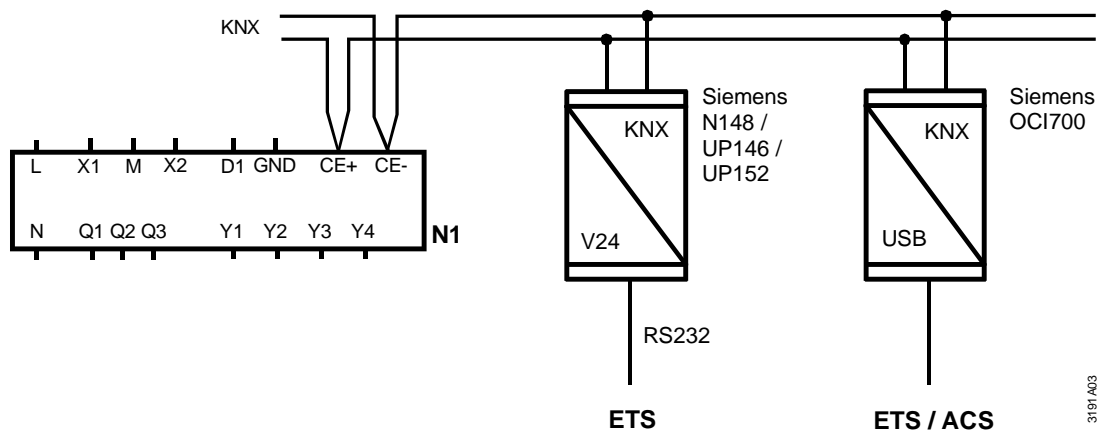 KNX
L X1 M X2 D1 GND CE+ CE-
N Q1 Q2 Q3 Y1 Y2 Y3 Y4
N1
KNX
V24
Siemens
N148 /
UP146 /
UP152
RS232
ETS
KNX
USB
Siemens
OCI700
ETS / ACS
3191A03